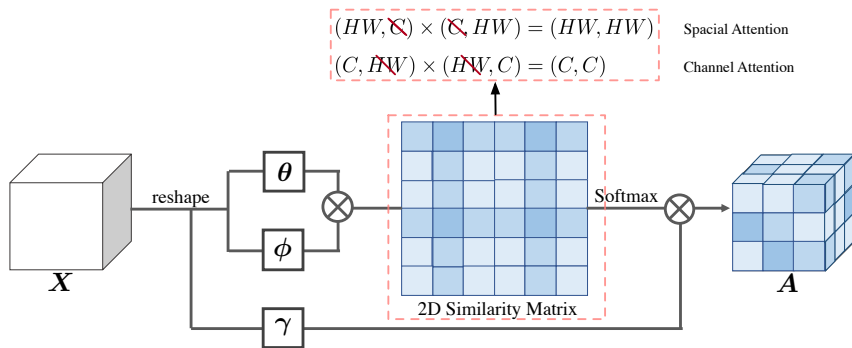 (HW, C) × (C, HW) = (HW, HW) Spacial Attention
(C, HW) × (HW, C) = (C, C) Channel Attention
θ
reshape
Softmax
ϕ
X
A
2D Similarity Matrix
γ